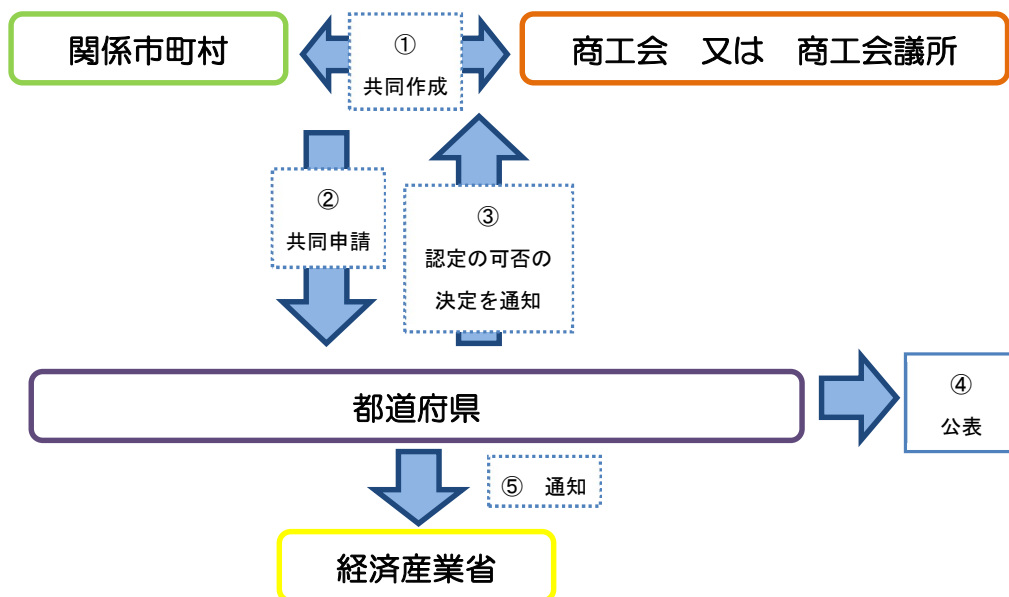 関係市町村
①
共同作成
商工会　又は　商工会議所
②
共同申請
③
認定の可否の
決定を通知
都道府県
④
公表
⑤　通知
経済産業省